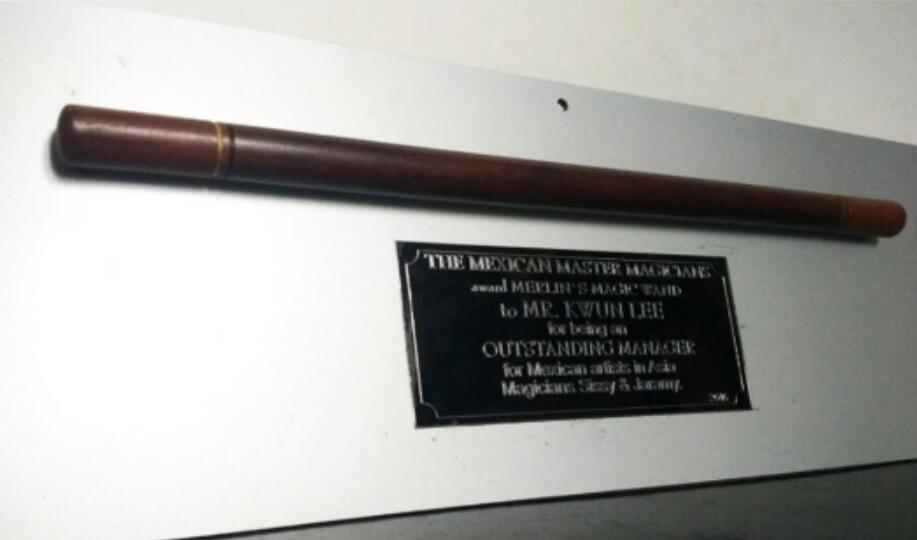 THE MEXICAN MASTER MAGICIANS
award MERLIN'S MAGIC WAND
to MR. KWUN LEE
for being an
OUTSTANDING MANAGER
for Mexican artists in Asia
Magicians Sissy & Jeramy.